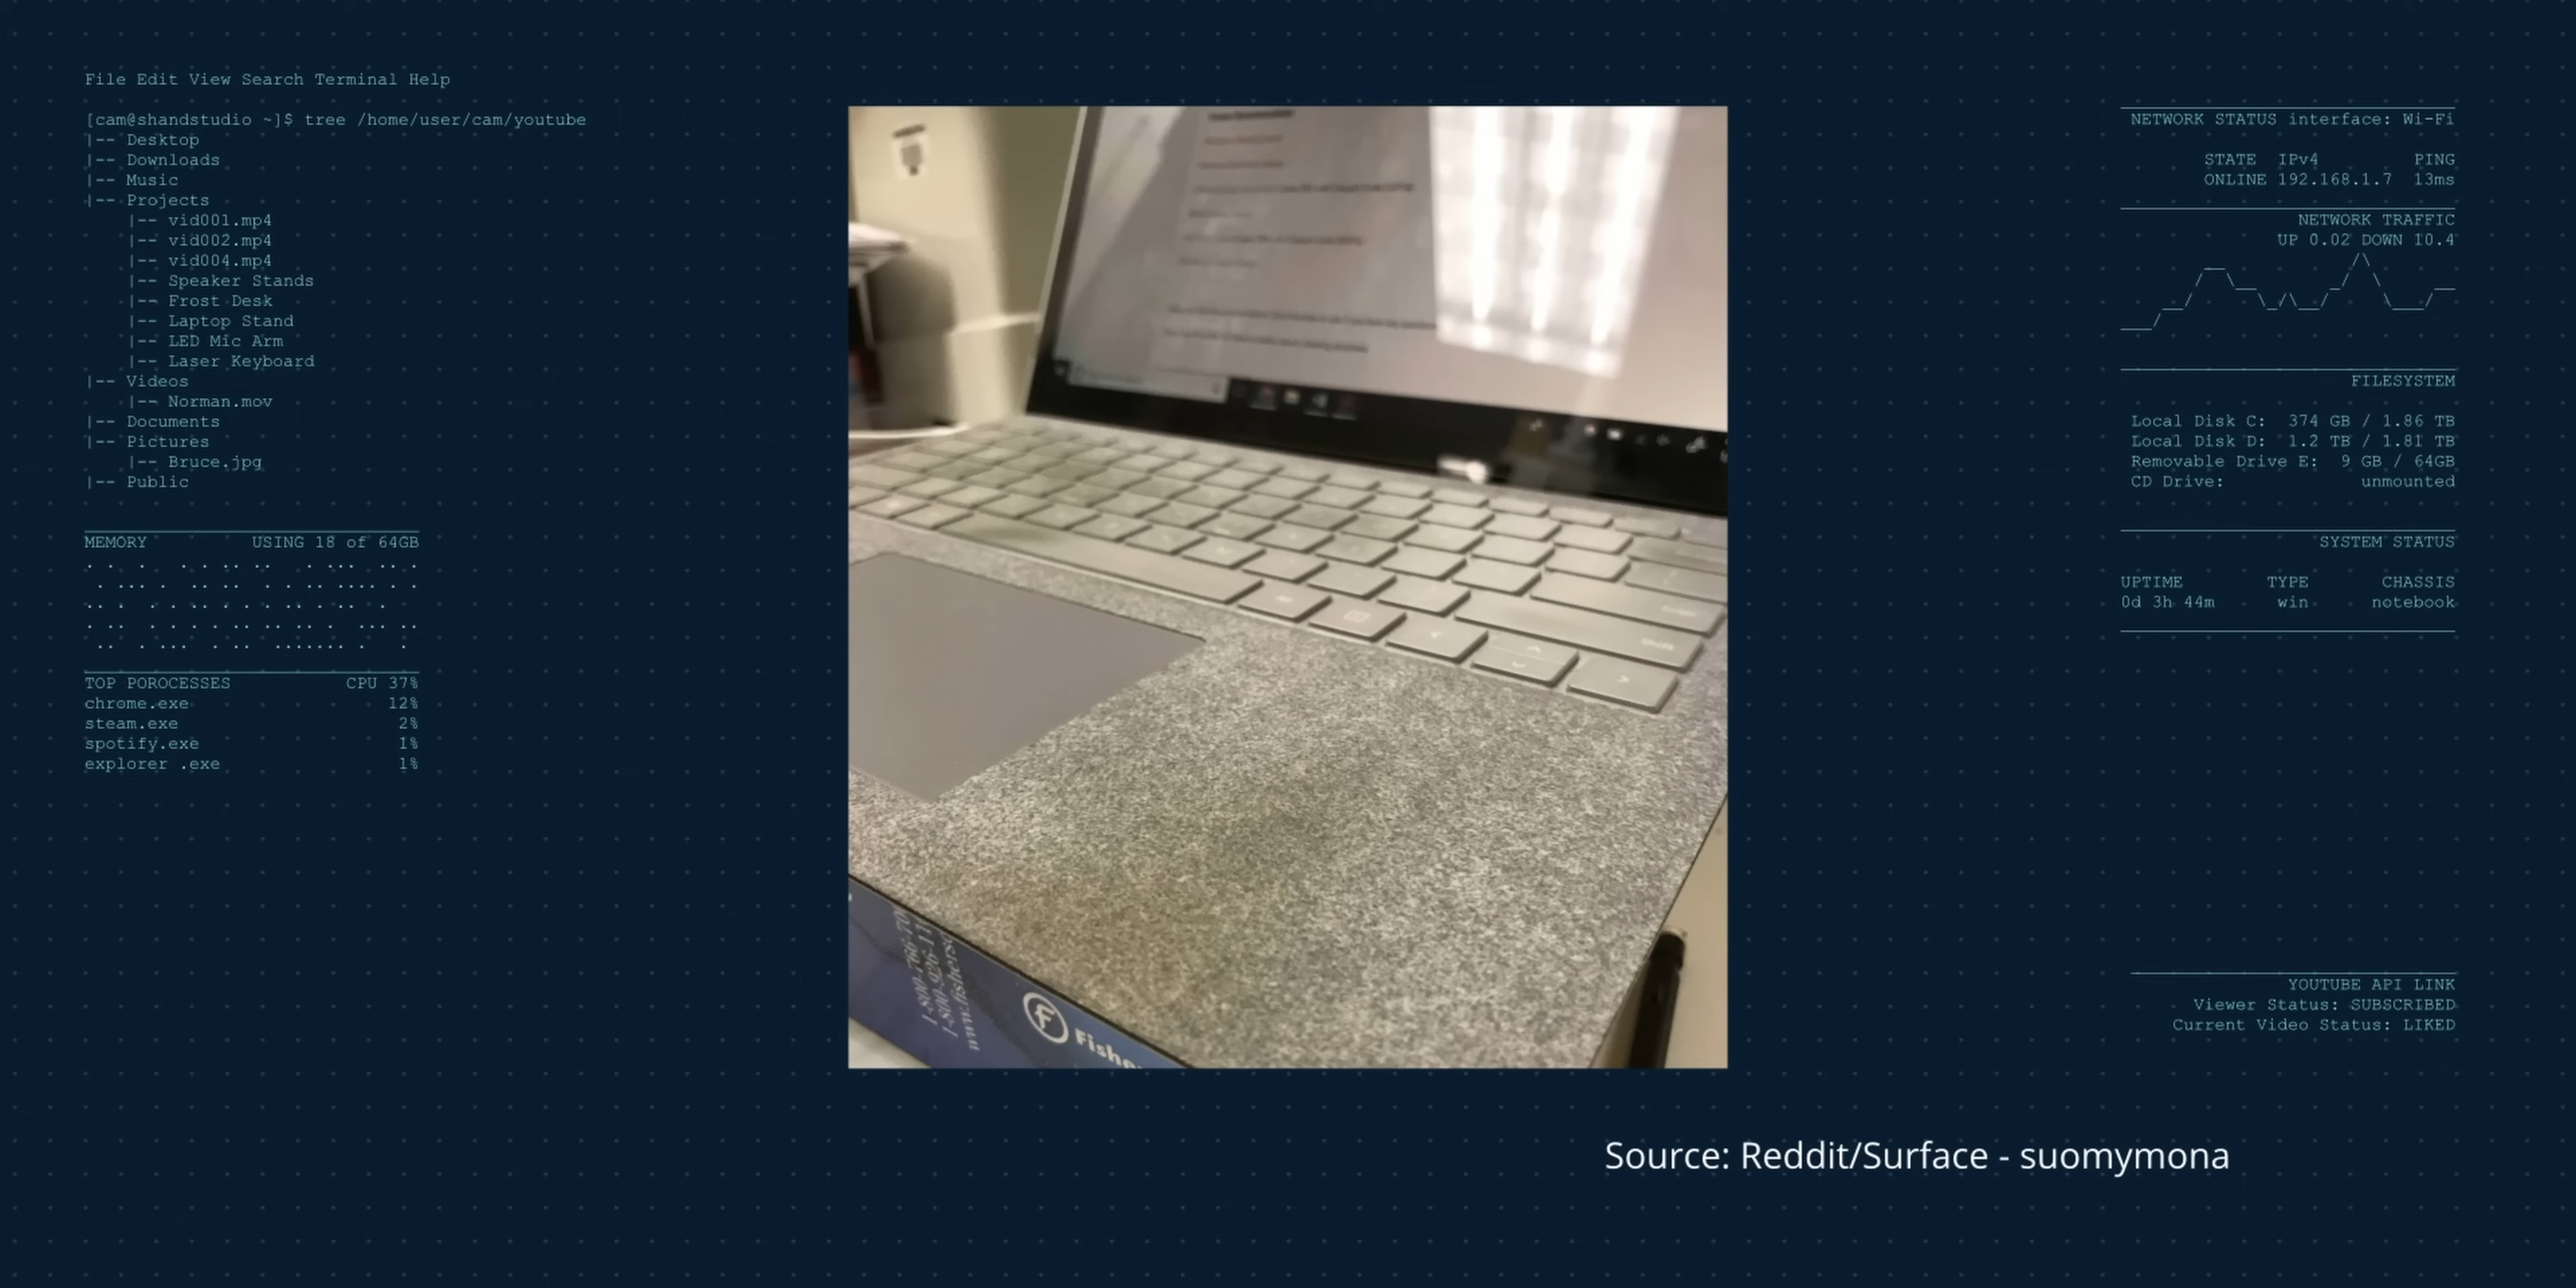 File Edit View Search Terminal Help
[cam@shandstudio ~]$ tree /home/user/cam/youtube
|-- Desktop
|-- Downloads
|-- Music
|-- Projects
|-- vid001.mp4
|-- vid002.mp4
|-- vid004.mp4
|-- Speaker Stands
|-- Frost Desk
|-- Laptop Stand
|-- LED Mic Arm
|-- Laser Keyboard
|-- Videos
|-- Norman.mov
|-- Documents
|-- Pictures
|-- Bruce.jpg
|-- Public
MEMORY USING 18 of 64GB
TOP POROCESSES CPU 37%
chrome.exe 12%
steam.exe 2%
spotify.exe 1%
explorer .exe 1%
Shift
F
NETWORK STATUS interface: Wi-Fi
STATE IPv4 PING
ONLINE 192.168.1.7 13ms
NETWORK TRAFFIC
UP 0.02 DOWN 10.4
FILESYSTEM
Local Disk C: 374 GB / 1.86 TB
Local Disk D: 1.2 TB / 1.81 TB
Removable Drive E: 9 GB / 64GB
CD Drive: unmounted
SYSTEM STATUS
UPTIME TYPE CHASSIS
0d 3h 44m win notebook
YOUTUBE API LINK
Viewer Status: SUBSCRIBED
Current Video Status: LIKED
Source: Reddit/Surface - suomymona